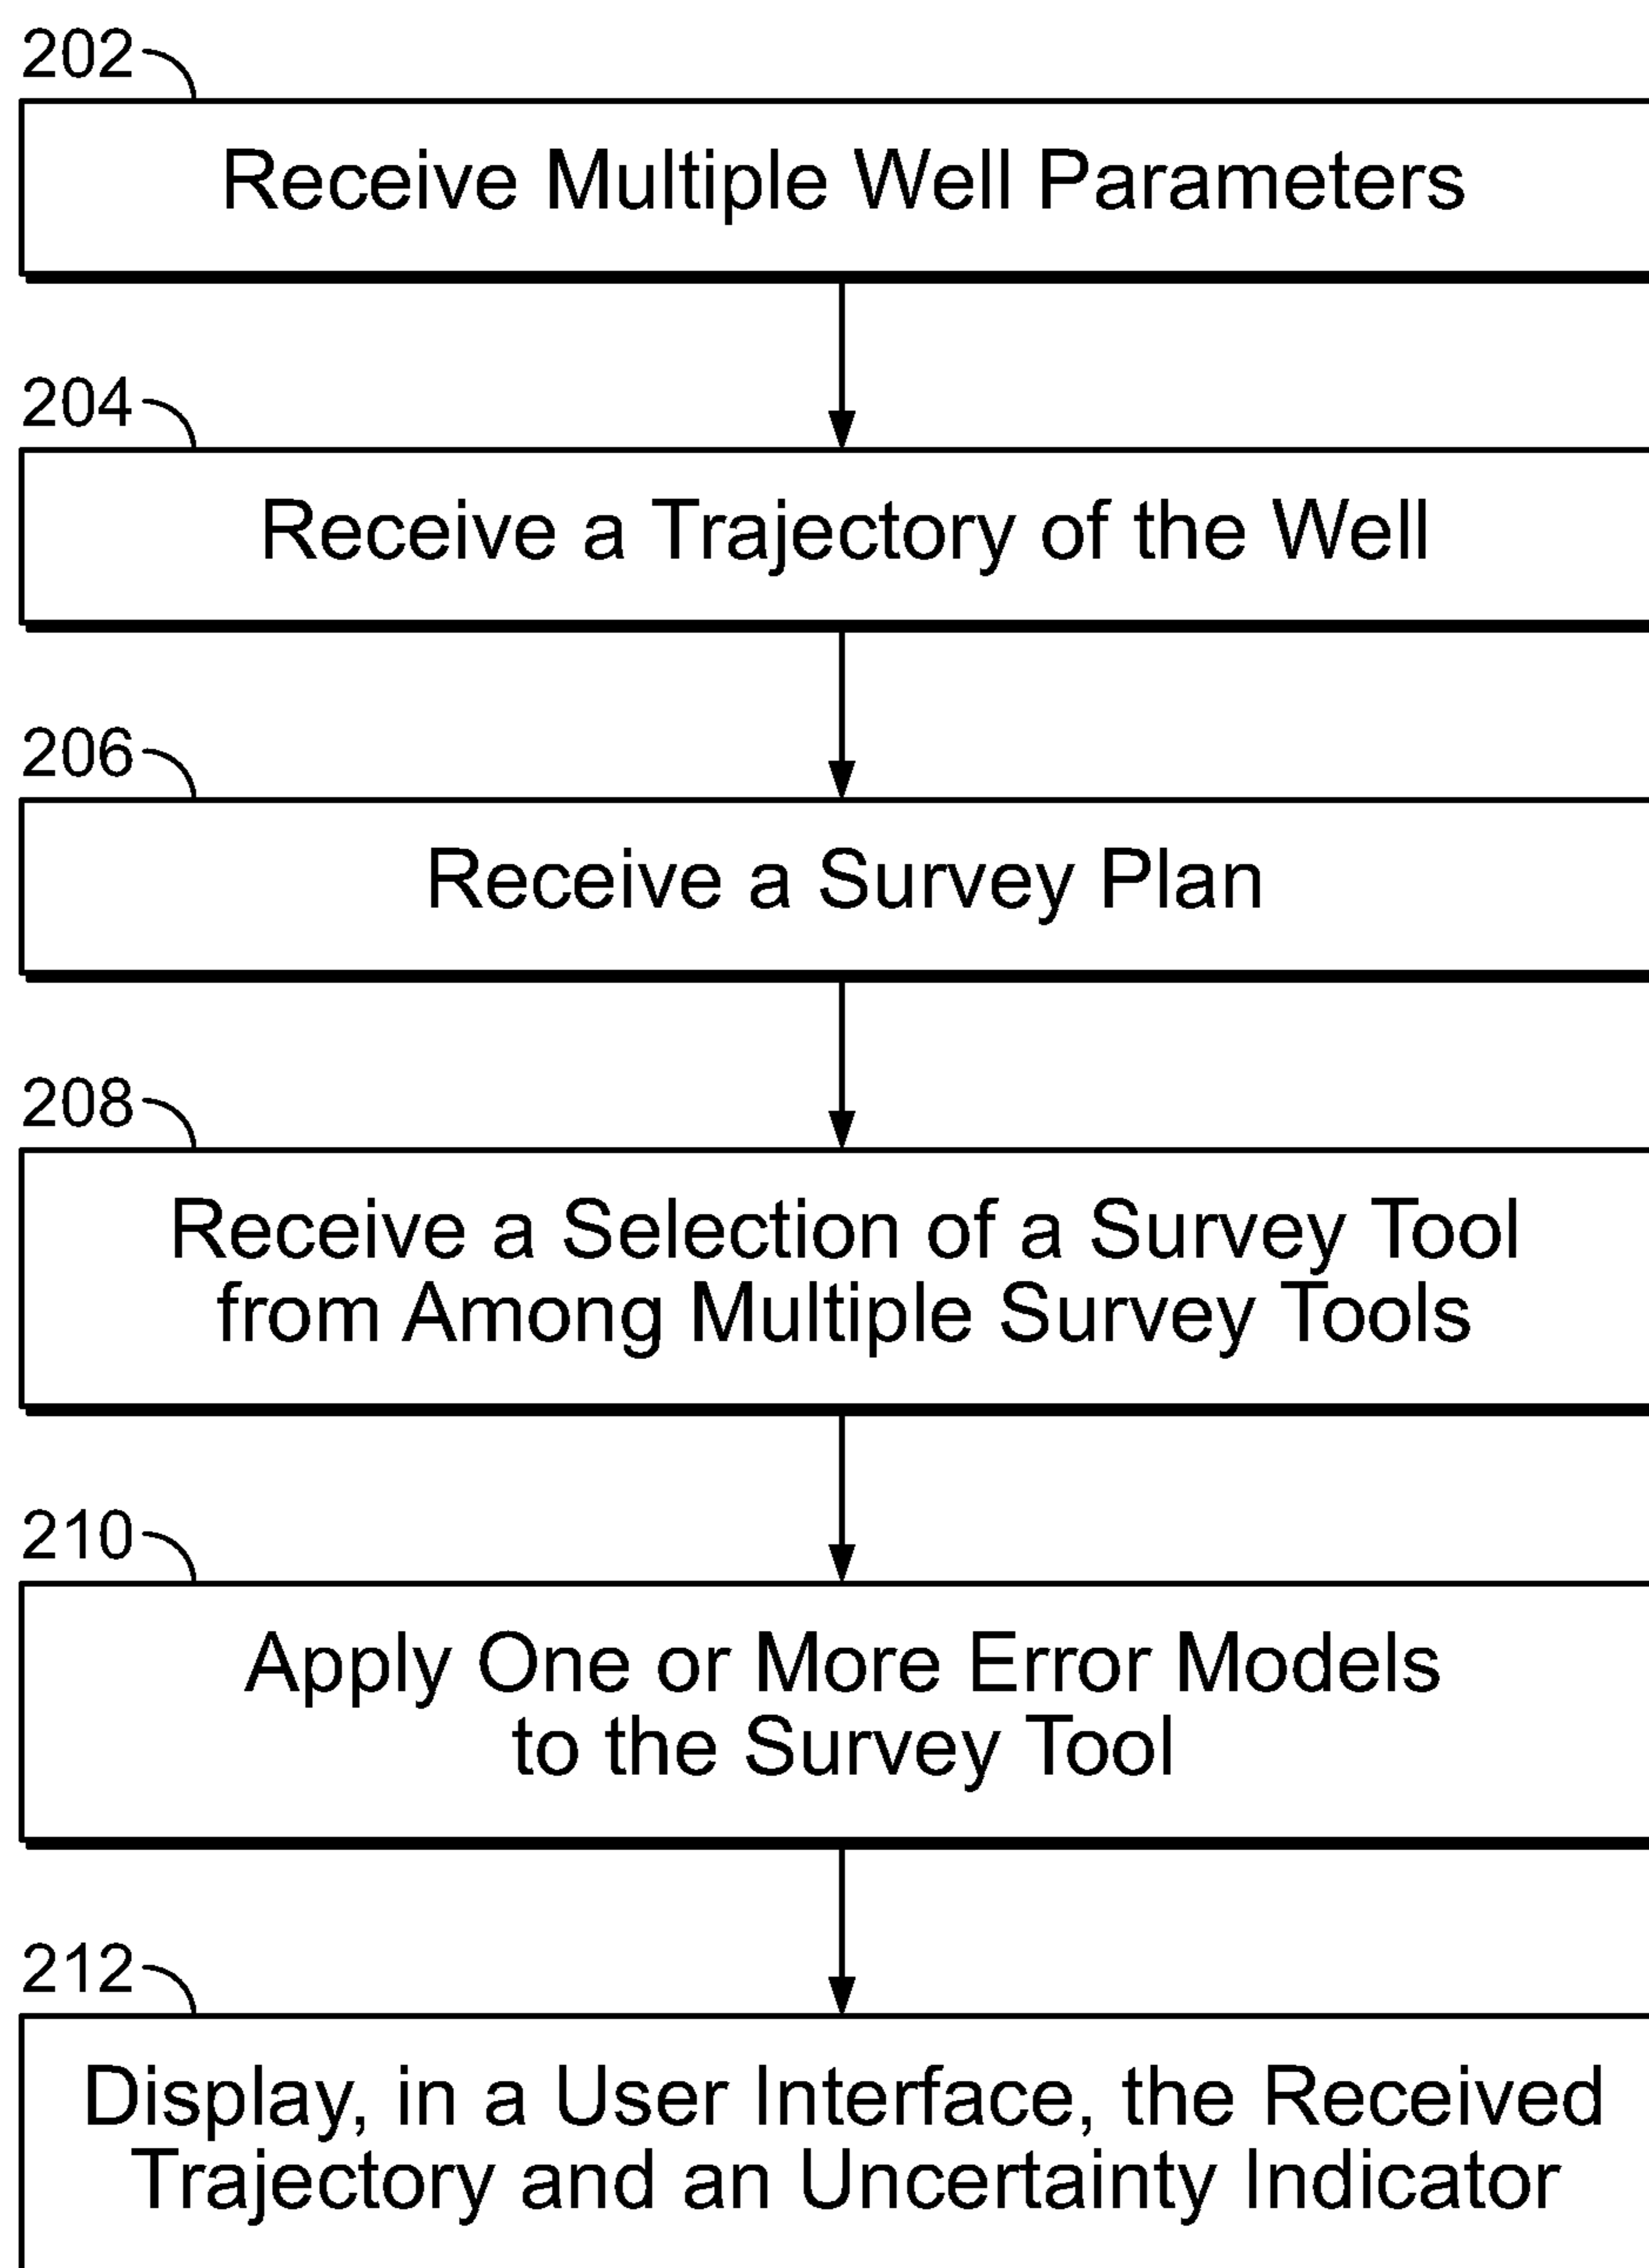 202
Receive Multiple Well Parameters
204
Receive a Trajectory of the Well
206
Receive a Survey Plan
208
Receive a Selection of a Survey Tool
from Among Multiple Survey Tools
210
Apply One or More Error Models
to the Survey Tool
212
Display, in a User Interface, the Received
Trajectory and an Uncertainty Indicator